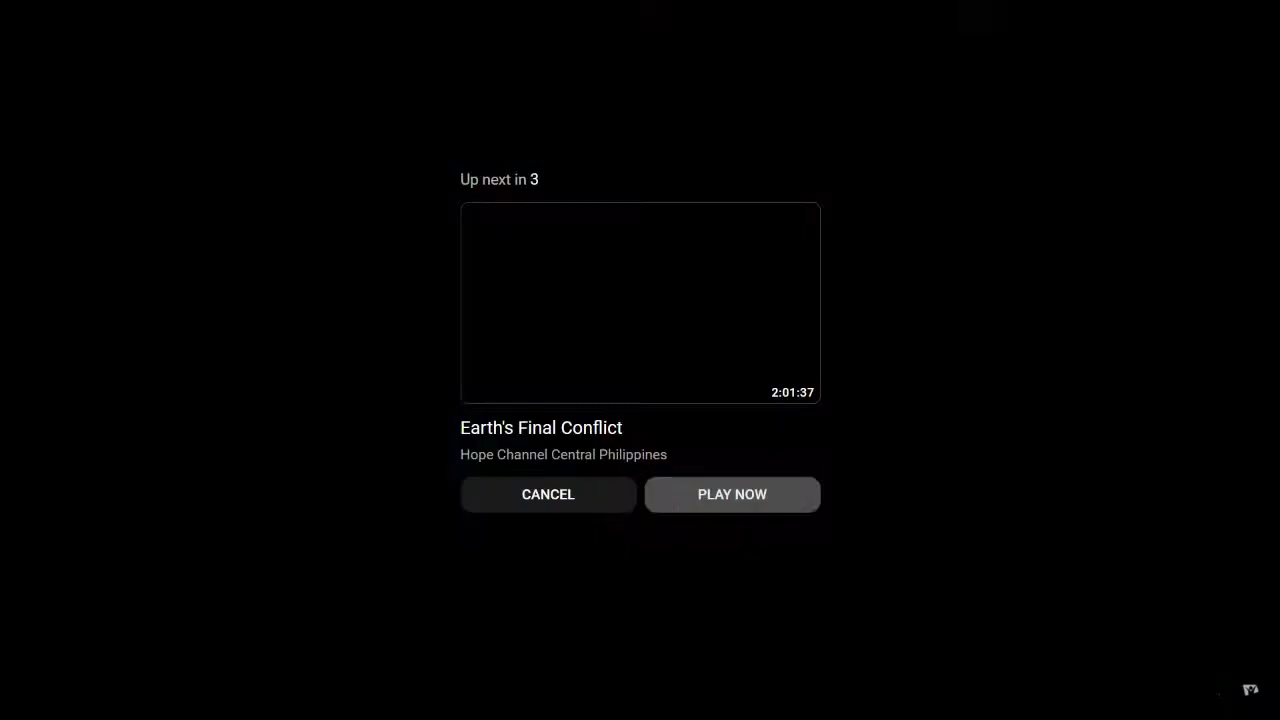 Up next in 3
2:01:37
Earth's Final Conflict
Hope Channel Central Philippines
CANCEL
PLAY NOW